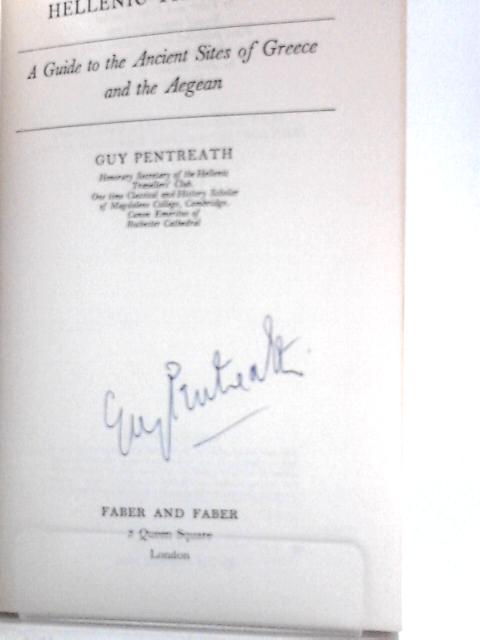 HELLENIC
A Guide to the Ancient Sites of Greece
and the Aegean
GUY PENTREATH
Honorary Secretary of the Hellenic
Travellers' Club.
One time Classical and History Scholar
of Magdalene College, Cambridge.
Canon Emeritus of
Rochester Cathedral
Guy Pentreath.
FABER AND FABER
3 Queen Square
London